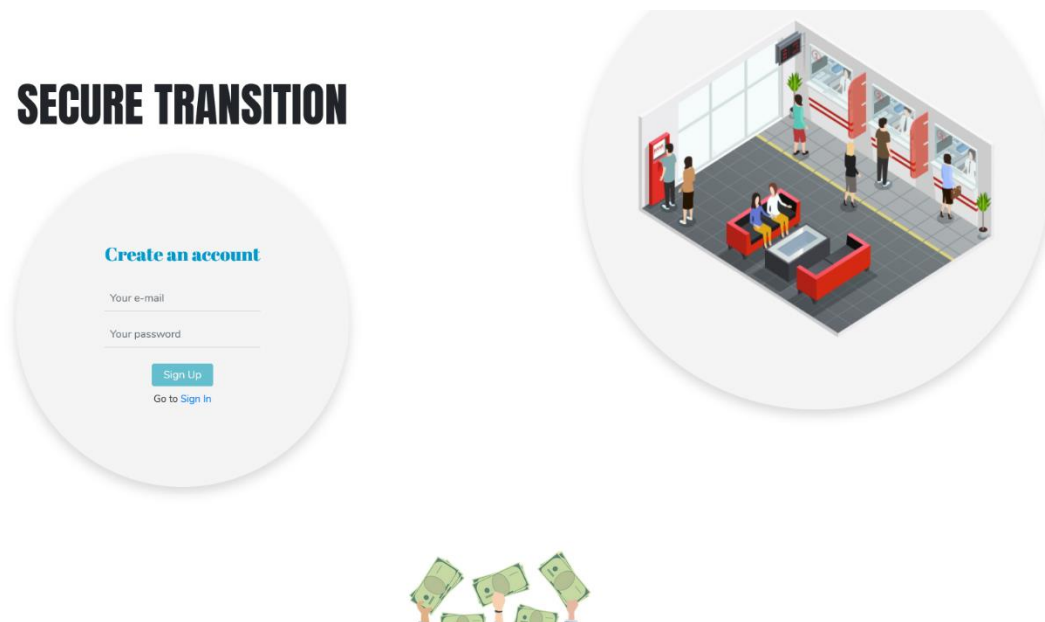 SECURE TRANSITION
Create an account
Your e-mail
Your password
Sign Up
Go to Sign In